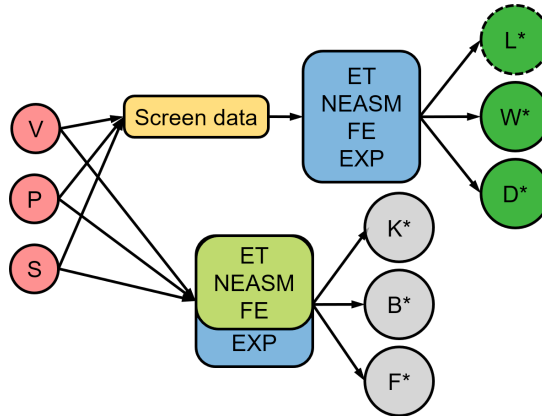 V
P
S
Screen data
ET
NEASM
FE
EXP
L*
W*
D*
ET
NEASM
FE
EXP
K*
B*
F*